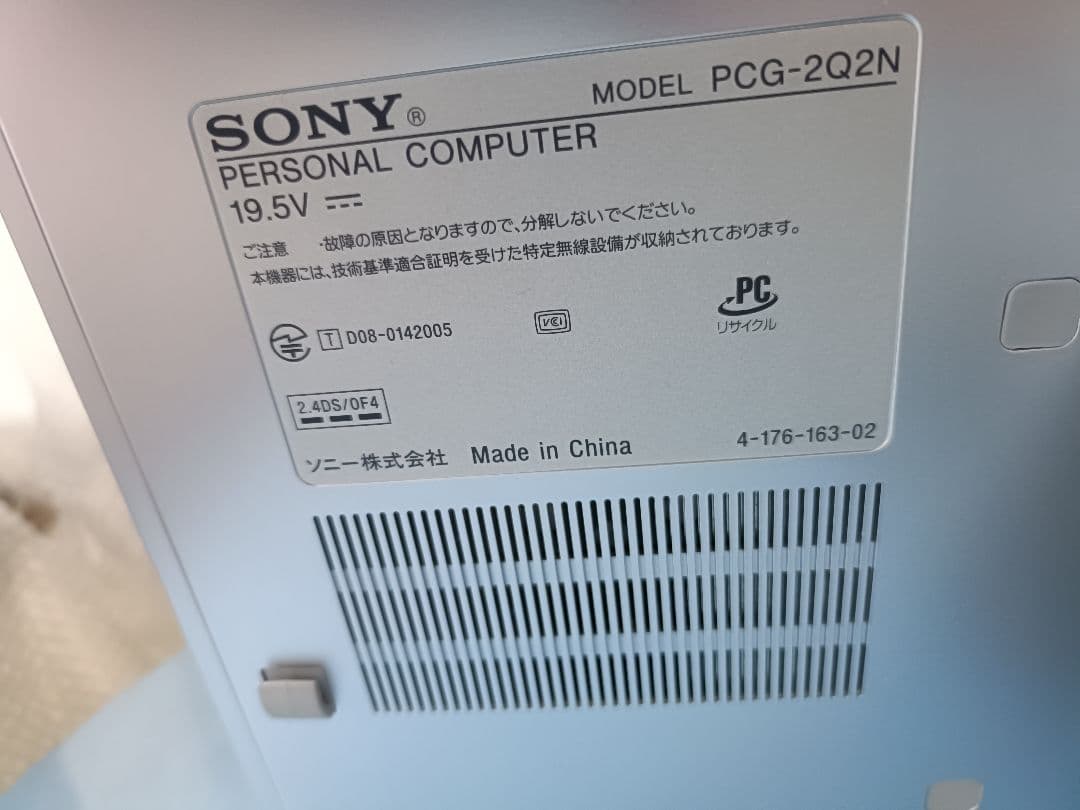 SONY® MODEL PCG-2Q2N
PERSONAL COMPUTER
19.5V
ご注意 ・故障の原因となりますので、分解しないでください。
本機器には、技術基準適合証明を受けた特定無線設備が収納されております。
T D08-0142005
VCI
PC
リサイクル
2.4DS/OF4
ソニー株式会社 Made in China 4-176-163-02